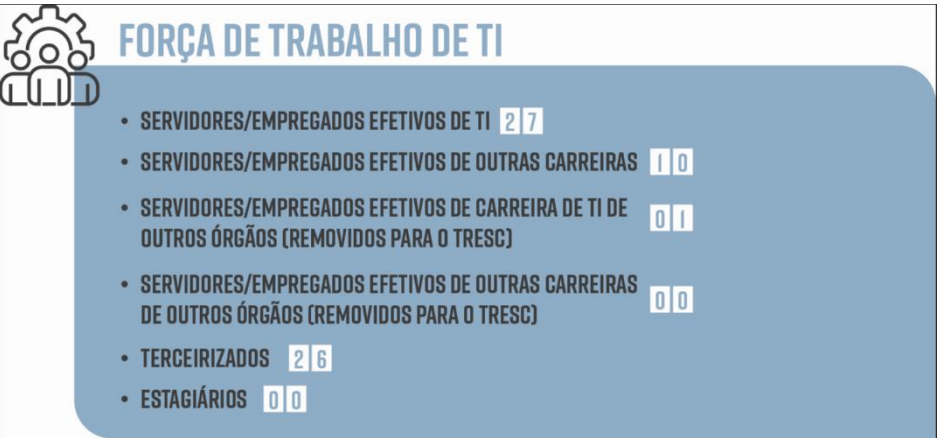 FORÇA DE TRABALHO DE TI
• SERVIDORES/EMPREGADOS EFETIVOS DE TI 27
• SERVIDORES/EMPREGADOS EFETIVOS DE OUTRAS CARREIRAS 10
• SERVIDORES/EMPREGADOS EFETIVOS DE CARREIRA DE TI DE
OUTROS ÓRGÃOS (REMOVIDOS PARA O TRESC) 01
• SERVIDORES/EMPREGADOS EFETIVOS DE OUTRAS CARREIRAS
DE OUTROS ÓRGÃOS (REMOVIDOS PARA O TRESC) 00
• TERCEIRIZADOS 26
• ESTAGIÁRIOS 00